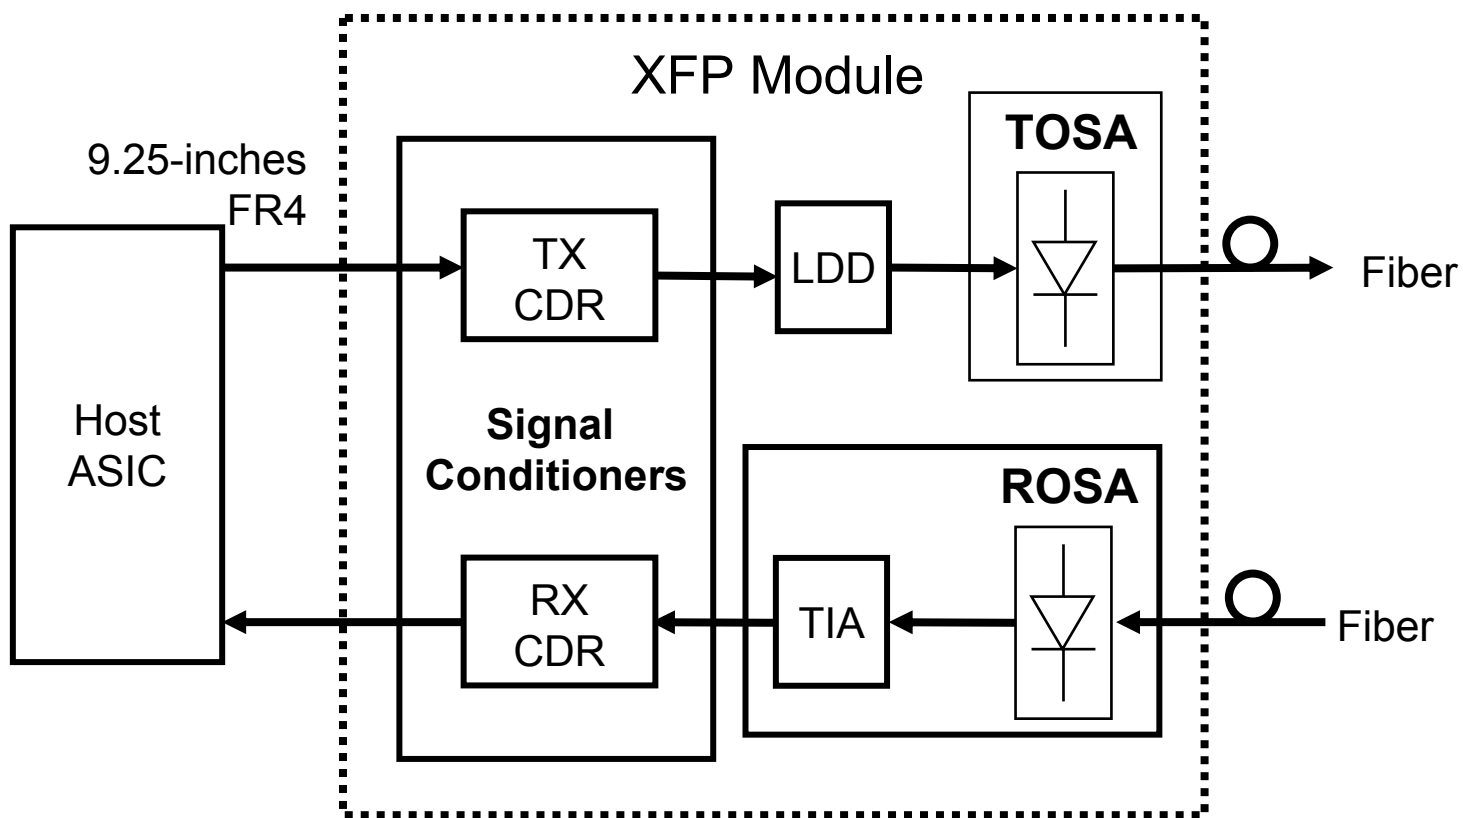 XFP Module
9.25-inches
FR4
TOSA
TX
CDR
LDD
Fiber
Host
ASIC
Signal
Conditioners
ROSA
RX
CDR
TIA
Fiber